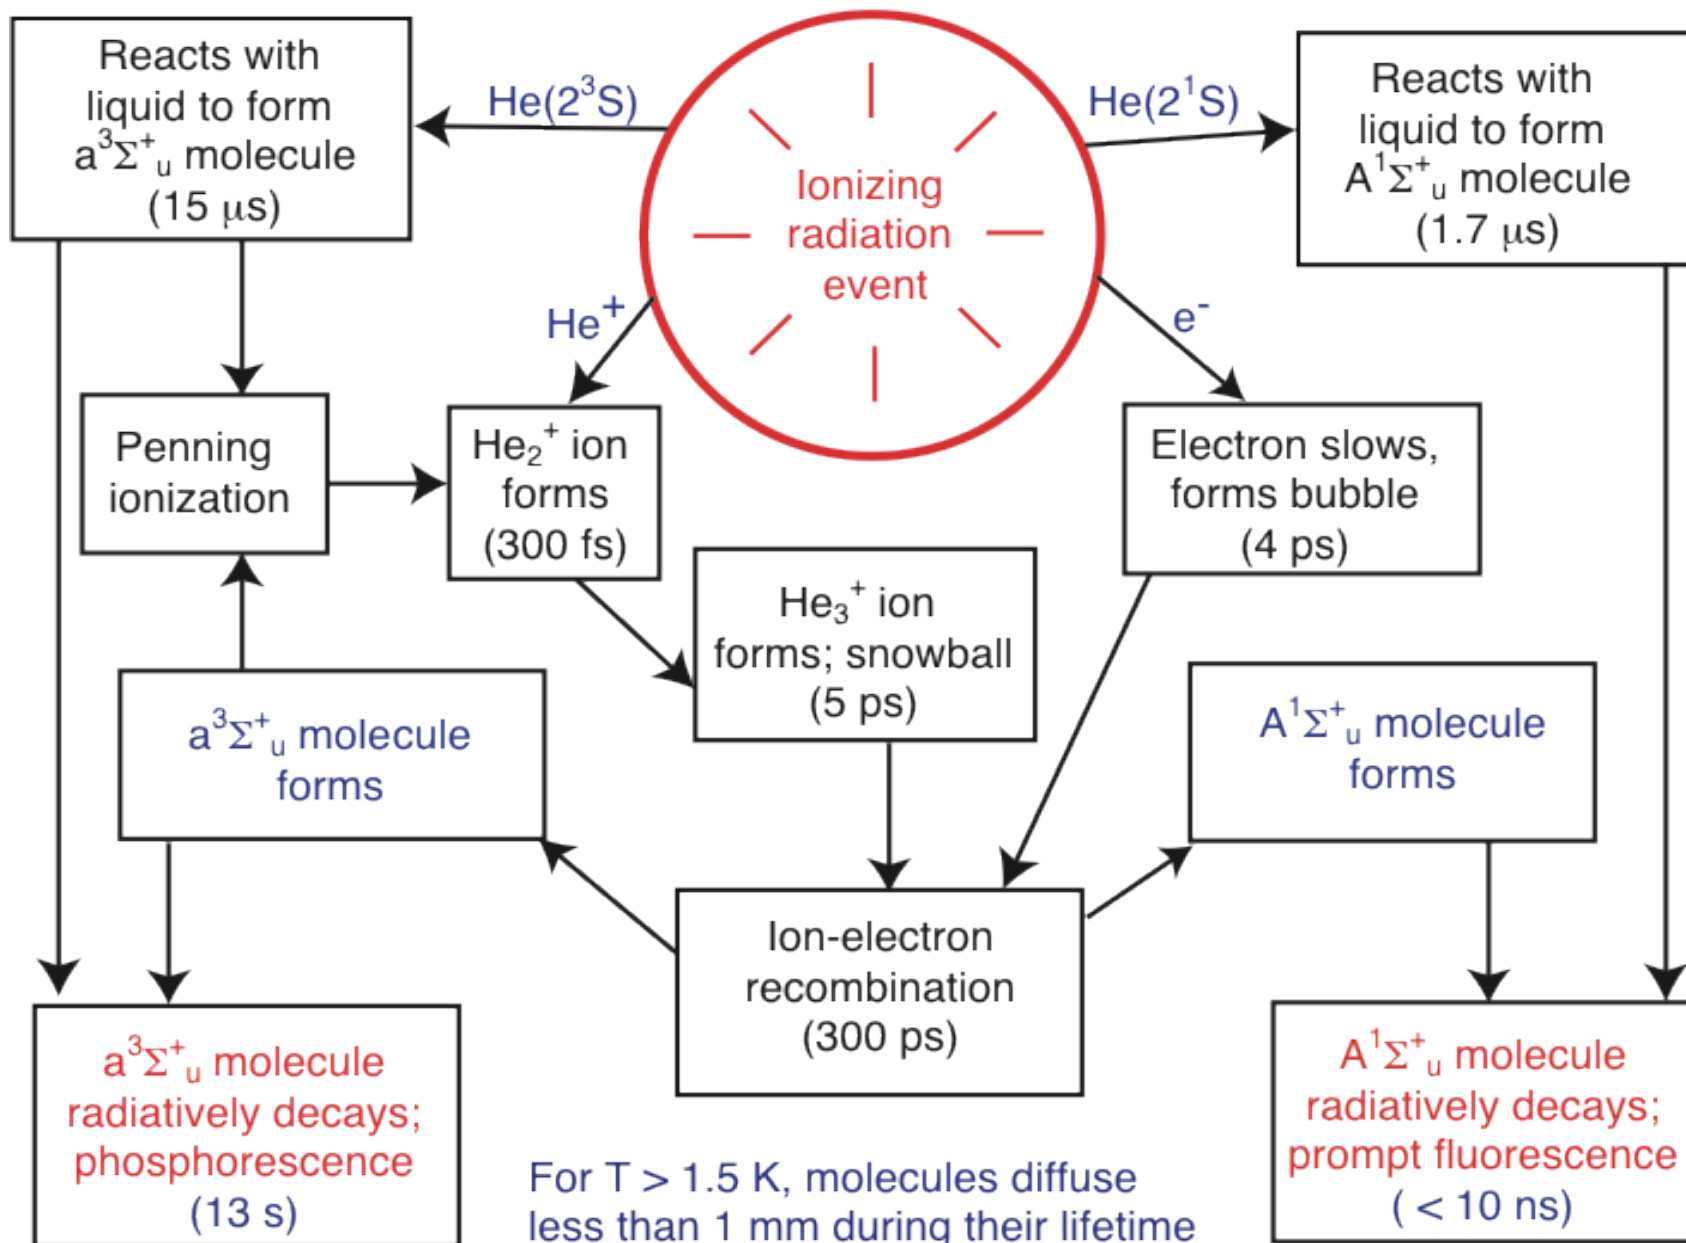 Reacts with
liquid to form
a³Σ⁺ᵤ molecule
(15 μs)
He(2³S)
Ionizing
radiation
event
He(2¹S)
Reacts with
liquid to form
A¹Σ⁺ᵤ molecule
(1.7 μs)
He⁺
e⁻
Penning
ionization
He₂⁺ ion
forms
(300 fs)
Electron slows,
forms bubble
(4 ps)
He₃⁺ ion
forms; snowball
(5 ps)
a³Σ⁺ᵤ molecule
forms
A¹Σ⁺ᵤ molecule
forms
Ion-electron
recombination
(300 ps)
a³Σ⁺ᵤ molecule
radiatively decays;
phosphorescence
(13 s)
For T > 1.5 K, molecules diffuse
less than 1 mm during their lifetime
A¹Σ⁺ᵤ molecule
radiatively decays;
prompt fluorescence
( < 10 ns)